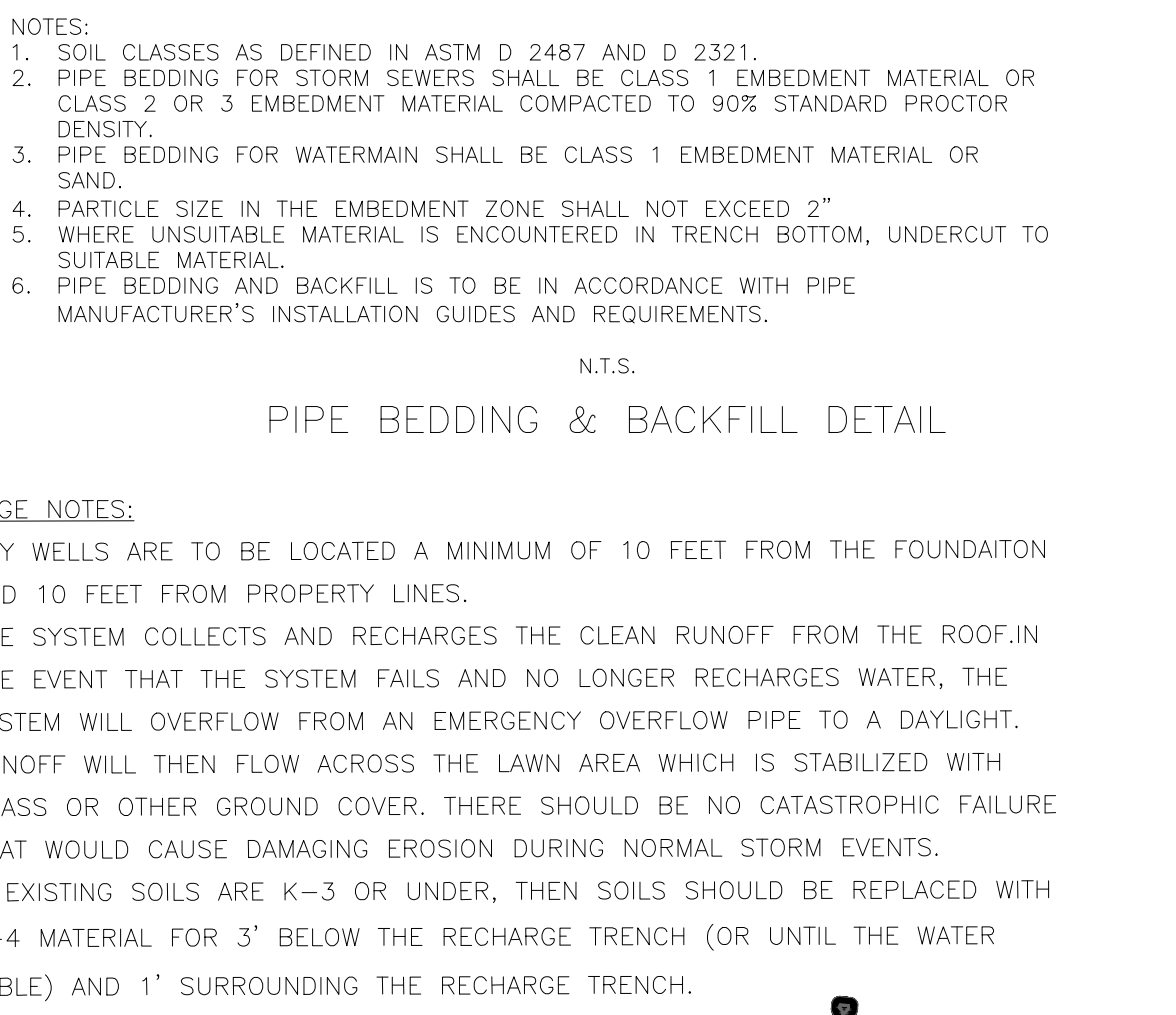 NOTES:
1. SOIL CLASSES AS DEFINED IN ASTM D 2487 AND D 2321.
2. PIPE BEDDING FOR STORM SEWERS SHALL BE CLASS 1 EMBEDMENT MATERIAL OR
CLASS 2 OR 3 EMBEDMENT MATERIAL COMPACTED TO 90% STANDARD PROCTOR
DENSITY.
3. PIPE BEDDING FOR WATERMAIN SHALL BE CLASS 1 EMBEDMENT MATERIAL OR
SAND.
4. PARTICLE SIZE IN THE EMBEDMENT ZONE SHALL NOT EXCEED 2”
5. WHERE UNSUITABLE MATERIAL IS ENCOUNTERED IN TRENCH BOTTOM, UNDERCUT TO
SUITABLE MATERIAL.
6. PIPE BEDDING AND BACKFILL IS TO BE IN ACCORDANCE WITH PIPE
MANUFACTURER’S INSTALLATION GUIDES AND REQUIREMENTS.
N.T.S.
PIPE BEDDING & BACKFILL DETAIL
GE NOTES:
Y WELLS ARE TO BE LOCATED A MINIMUM OF 10 FEET FROM THE FOUNDAITON
D 10 FEET FROM PROPERTY LINES.
E SYSTEM COLLECTS AND RECHARGES THE CLEAN RUNOFF FROM THE ROOF.IN
E EVENT THAT THE SYSTEM FAILS AND NO LONGER RECHARGES WATER, THE
STEM WILL OVERFLOW FROM AN EMERGENCY OVERFLOW PIPE TO A DAYLIGHT.
NOFF WILL THEN FLOW ACROSS THE LAWN AREA WHICH IS STABILIZED WITH
ASS OR OTHER GROUND COVER. THERE SHOULD BE NO CATASTROPHIC FAILURE
AT WOULD CAUSE DAMAGING EROSION DURING NORMAL STORM EVENTS.
EXISTING SOILS ARE K-3 OR UNDER, THEN SOILS SHOULD BE REPLACED WITH
-4 MATERIAL FOR 3’ BELOW THE RECHARGE TRENCH (OR UNTIL THE WATER
BLE) AND 1’ SURROUNDING THE RECHARGE TRENCH.